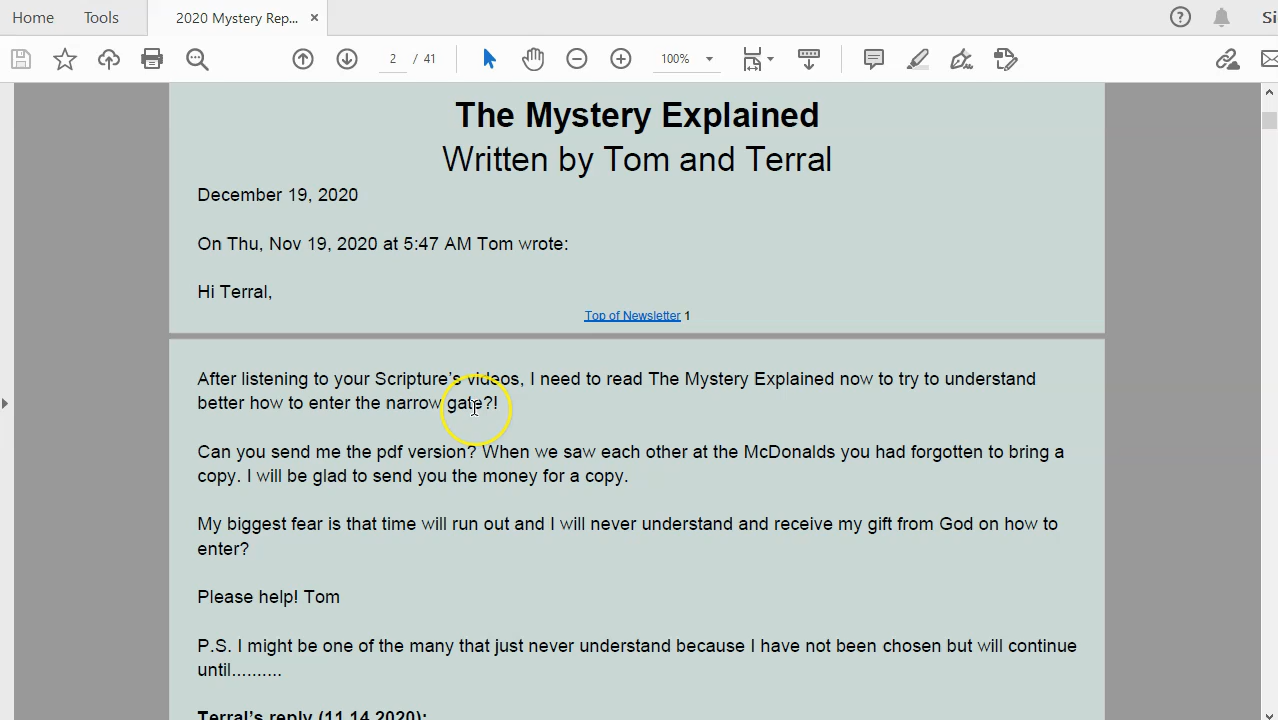 Home Tools 2020 Mystery Rep... × ? Si
2 / 41 100%
The Mystery Explained
Written by Tom and Terral
December 19, 2020
On Thu, Nov 19, 2020 at 5:47 AM Tom wrote:
Hi Terral,
Top of Newsletter 1
After listening to your Scripture's videos, I need to read The Mystery Explained now to try to understand
better how to enter the narrow gate?!
Can you send me the pdf version? When we saw each other at the McDonalds you had forgotten to bring a
copy. I will be glad to send you the money for a copy.
My biggest fear is that time will run out and I will never understand and receive my gift from God on how to
enter?
Please help! Tom
P.S. I might be one of the many that just never understand because I have not been chosen but will continue
until..........
Terral's reply (11.14.2020):